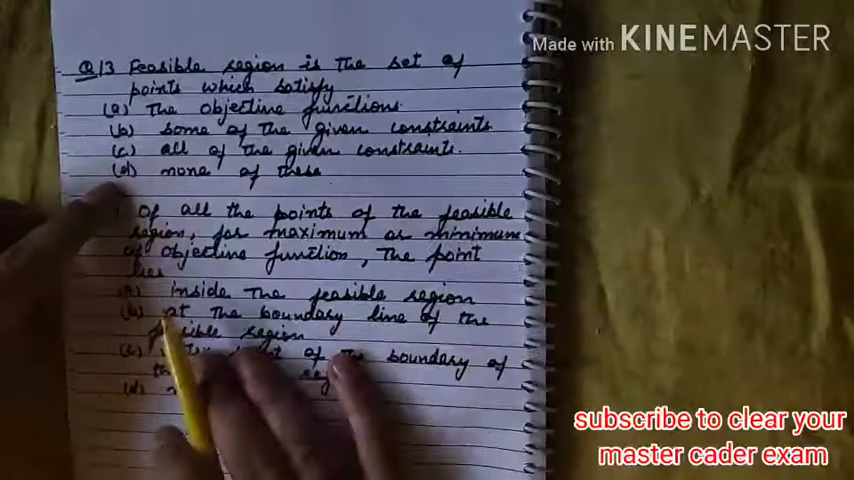 Made with KINEMASTER
Q13 Feasible region is the set of
points which satisfy
(a) The objective functions
(b) some of the given constraints
(c) all of the given constraints.
(d) none of these
Of all the points of the feasible
region, for maximum or minimum
of objective function, The point
lies
(a) inside the feasible region
(b) at the boundary line of the
feasible region
(c) of the boundary of
(d)
subscribe to clear your
master cader exam